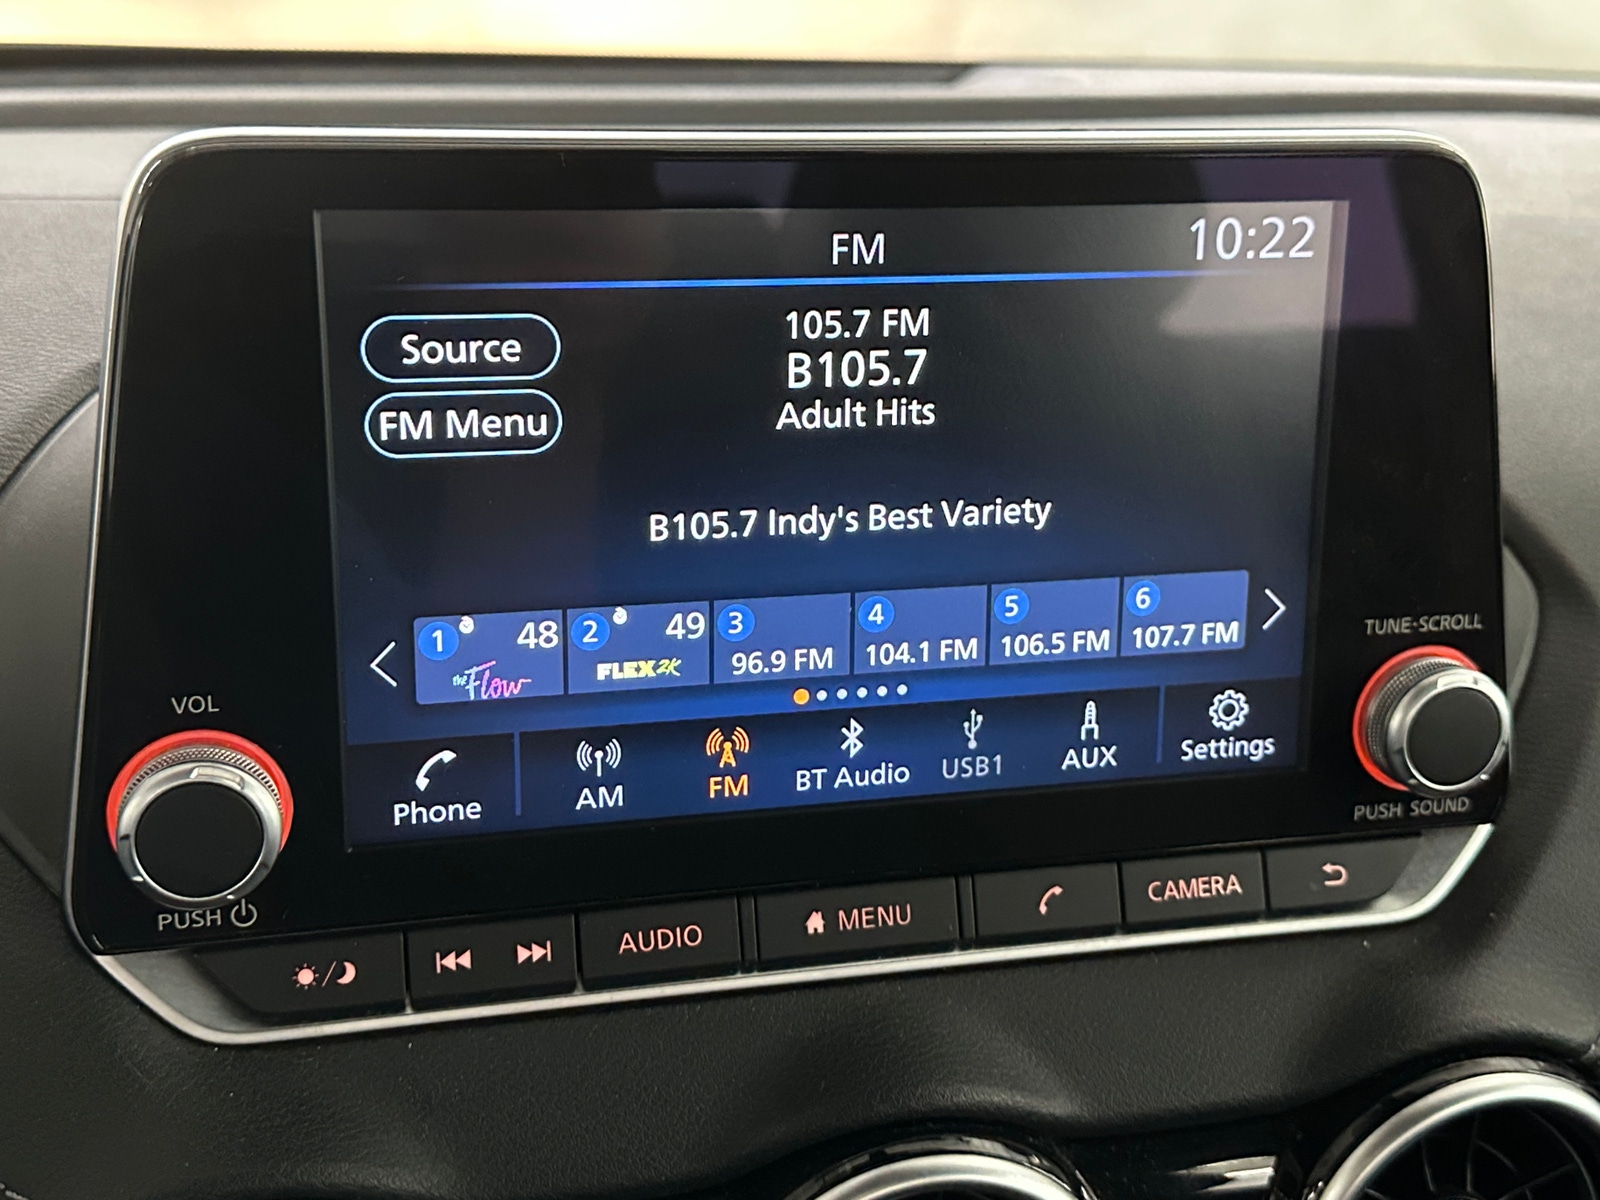 FM
10:22
Source
FM Menu
105.7 FM
B105.7
Adult Hits
B105.7 Indy's Best Variety
1
48
the Flow
2
49
FLEX2K
3
96.9 FM
4
104.1 FM
5
106.5 FM
6
107.7 FM
Phone
AM
FM
BT Audio
USB1
AUX
Settings
VOL
PUSH
TUNE·SCROLL
PUSH SOUND
AUDIO
MENU
CAMERA